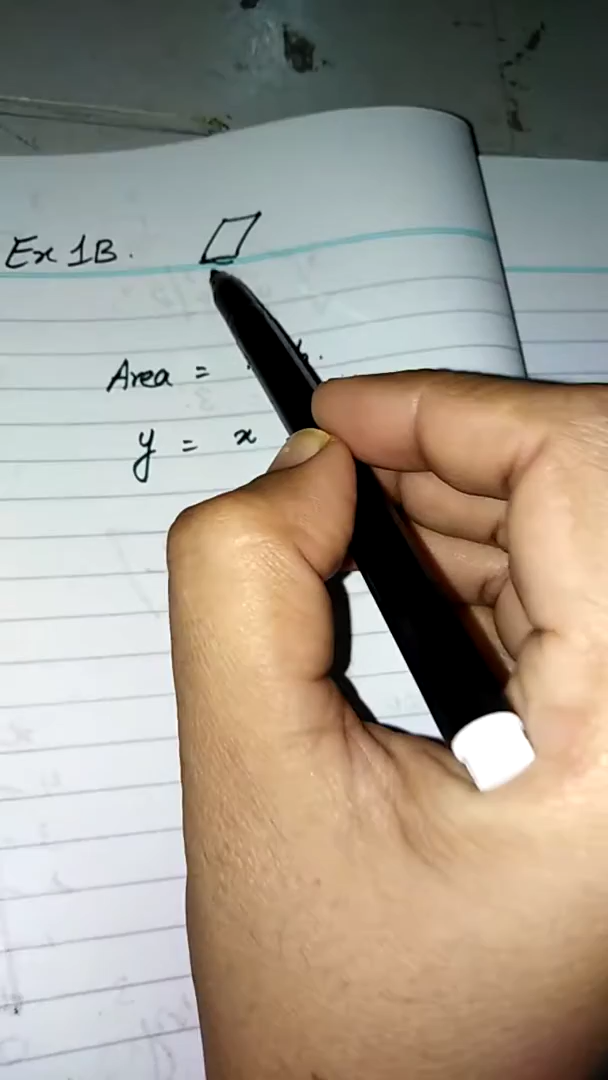 Ex 1B.
Area =
y = x